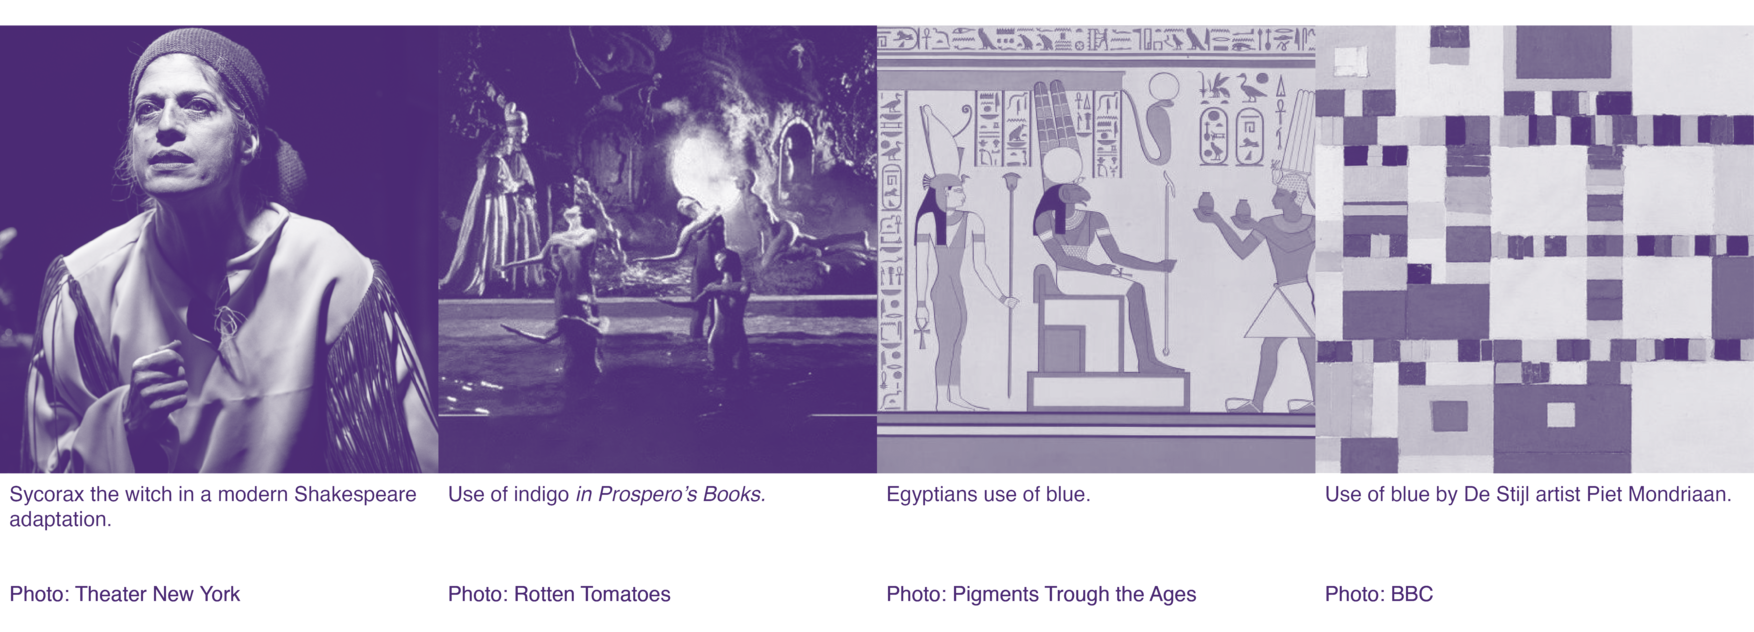 Sycorax the witch in a modern Shakespeare
adaptation.
Photo: Theater New York
Use of indigo in Prospero’s Books.
Photo: Rotten Tomatoes
Egyptians use of blue.
Photo: Pigments Trough the Ages
Use of blue by De Stijl artist Piet Mondriaan.
Photo: BBC